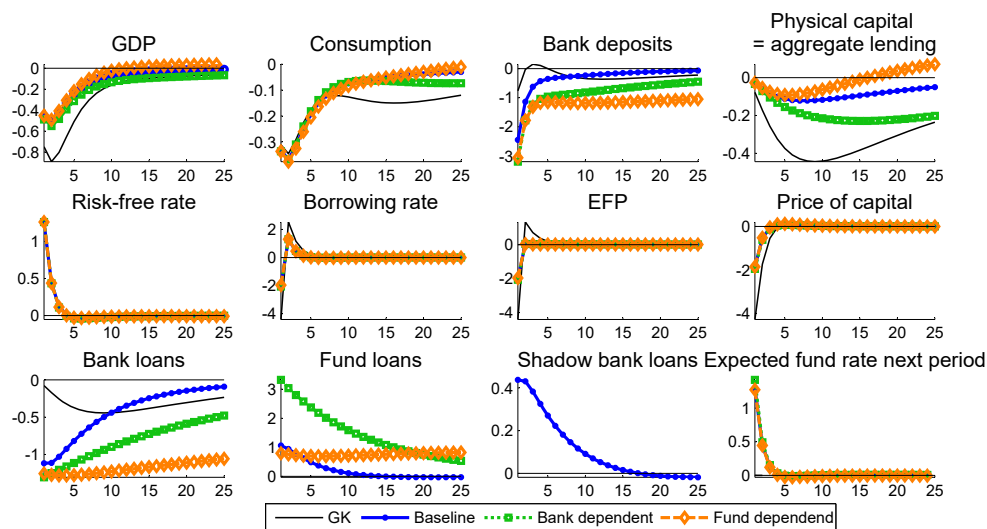 GDP
Consumption
Bank deposits
Physical capital
= aggregate lending
0
-0.2
-0.4
-0.6
-0.8
5 10 15 20 25
0
-0.1
-0.2
-0.3
5 10 15 20 25
0
-1
-2
-3
5 10 15 20 25
0
-0.2
-0.4
5 10 15 20 25
Risk-free rate
Borrowing rate
EFP
Price of capital
1
0.5
0
5 10 15 20 25
2
0
-2
-4
5 10 15 20 25
0
-2
-4
5 10 15 20 25
0
-2
-4
5 10 15 20 25
Bank loans
Fund loans
Shadow bank loans
Expected fund rate next period
0
-0.5
-1
5 10 15 20 25
3
2
1
0
5 10 15 20 25
0.4
0.2
0
5 10 15 20 25
1
0.5
0
5 10 15 20 25
GK Baseline Bank dependent Fund dependend